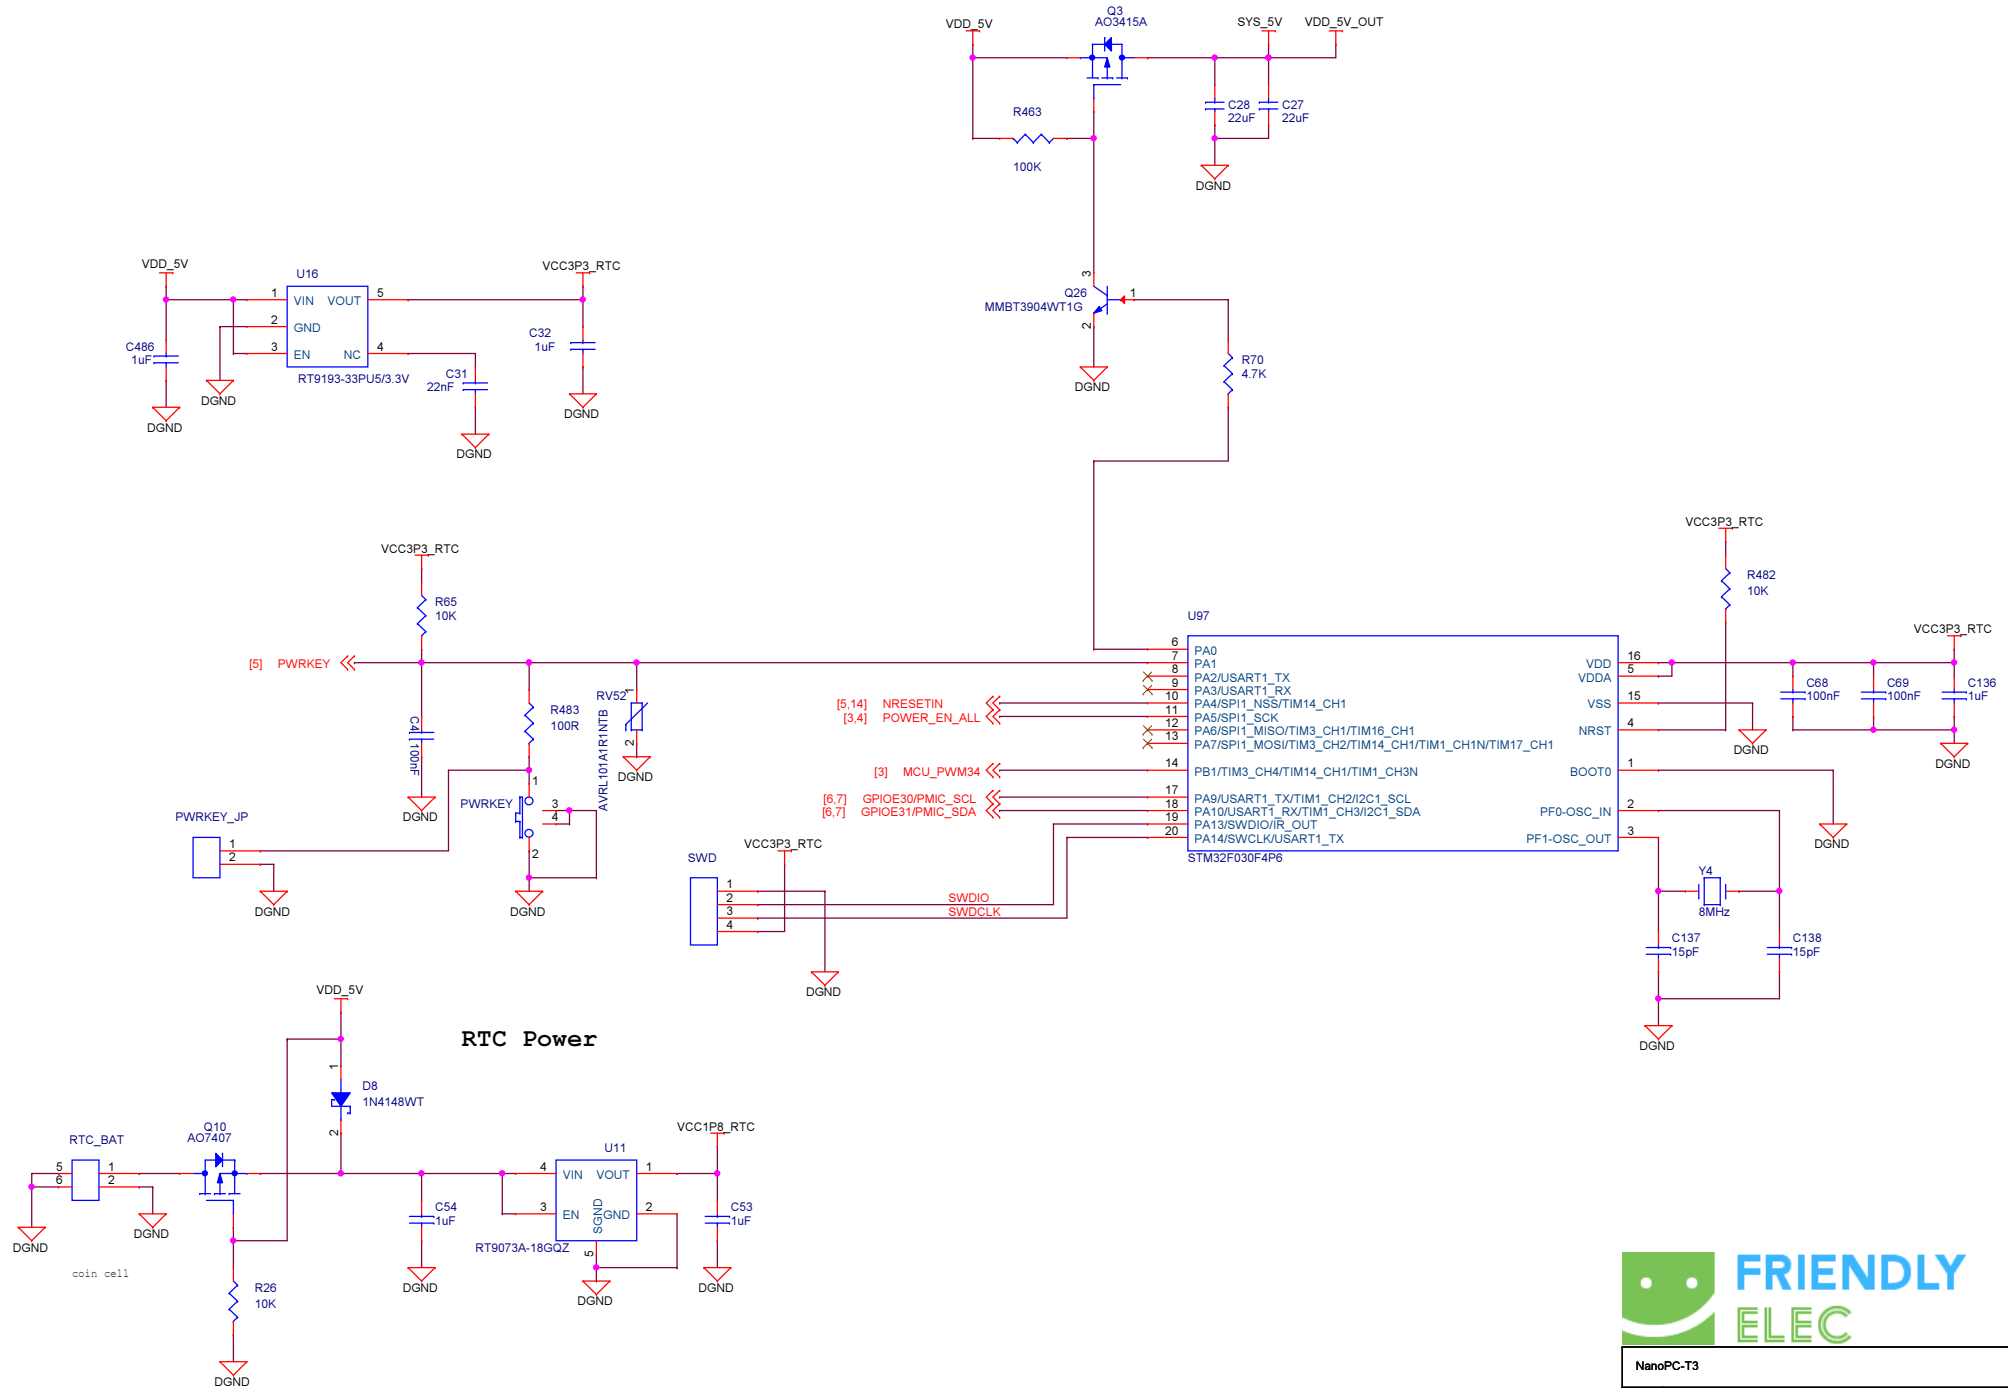 Q3
AO3415A
VDD_5V
SYS_5V
VDD_5V_OUT
R463
100K
C28
22uF
C27
22uF
DGND
VDD_5V
U16
VCC3P3_RTC
1
VIN
VOUT
5
2
GND
3
EN
NC
4
RT9193-33PU5/3.3V
C486
1uF
C31
22nF
C32
1uF
DGND
DGND
DGND
DGND
3
Q26
MMBT3904WT1G
1
2
DGND
R70
4.7K
VCC3P3_RTC
R65
10K
[5] PWRKEY
C41
100nF
DGND
R483
100R
RV52
1
2
AVRL101A1R1NTB
DGND
PWRKEY
1
3
4
2
DGND
PWRKEY_JP
1
2
DGND
VCC3P3_RTC
R482
10K
VCC3P3_RTC
U97
6 PA0
7 PA1
8 PA2/USART1_TX
9 PA3/USART1_RX
[5,14] NRESETIN 10 PA4/SPI1_NSS/TIM14_CH1
[3,4] POWER_EN_ALL 11 PA5/SPI1_SCK
12 PA6/SPI1_MISO/TIM3_CH1/TIM16_CH1
13 PA7/SPI1_MOSI/TIM3_CH2/TIM14_CH1/TIM1_CH1N/TIM17_CH1
[3] MCU_PWM34 14 PB1/TIM3_CH4/TIM14_CH1/TIM1_CH3N
[6,7] GPIOE30/PMIC_SCL 17 PA9/USART1_TX/TIM1_CH2/I2C1_SCL
[6,7] GPIOE31/PMIC_SDA 18 PA10/USART1_RX/TIM1_CH3/I2C1_SDA
19 PA13/SWDIO/IR_OUT
20 PA14/SWCLK/USART1_TX
STM32F030F4P6
VDD 16
VDDA 5
VSS 15
NRST 4
BOOT0 1
PF0-OSC_IN 2
PF1-OSC_OUT 3
C68
100nF
C69
100nF
C136
1uF
DGND
DGND
DGND
Y4
8MHz
C137
15pF
C138
15pF
DGND
VCC3P3_RTC
SWD
1
2
3
4
SWDIO
SWDCLK
DGND
RTC Power
VDD_5V
1
D8
1N4148WT
2
Q10
AO7407
RTC_BAT
5
6
1
2
DGND
DGND
coin cell
R26
10K
DGND
C54
1uF
DGND
U11
4 VIN VOUT 1
3 EN SGND GND 2
5
RT9073A-18GQZ
DGND
VCC1P8_RTC
C53
1uF
DGND
FRIENDLY
ELEC
NanoPC-T3